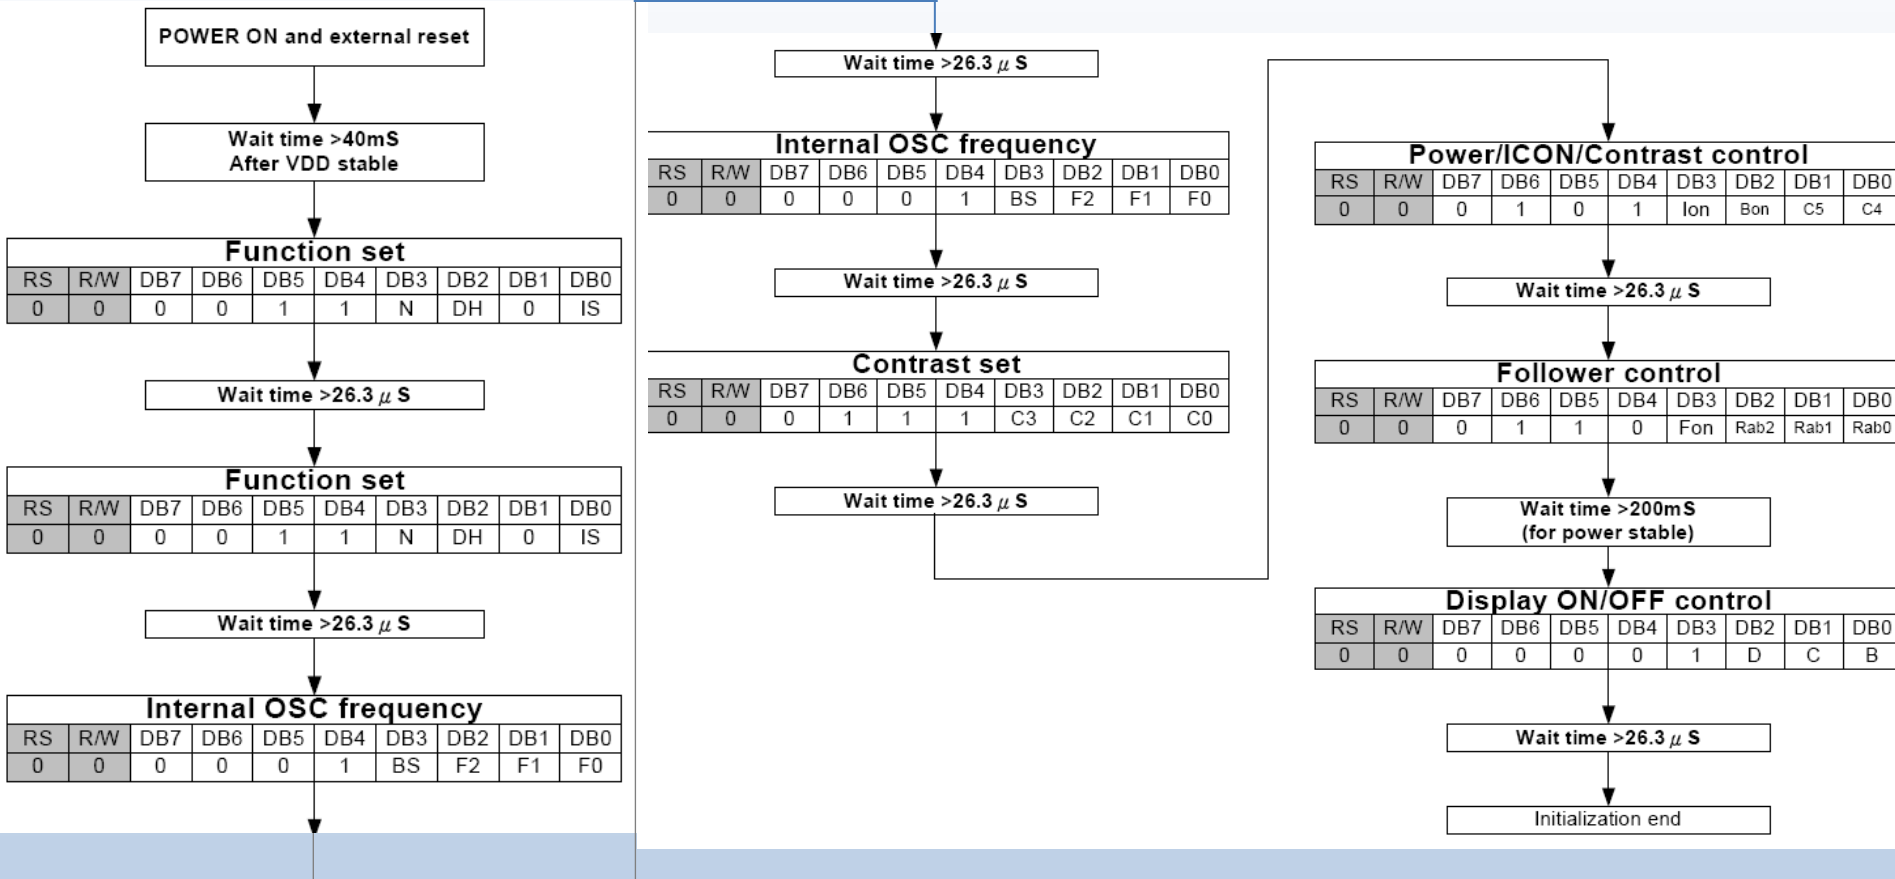 POWER ON and external reset
Wait time >40mS
After VDD stable
Function set
RS R/W DB7 DB6 DB5 DB4 DB3 DB2 DB1 DB0
0 0 0 0 1 1 N DH 0 IS
Wait time >26.3 μ S
Function set
RS R/W DB7 DB6 DB5 DB4 DB3 DB2 DB1 DB0
0 0 0 0 1 1 N DH 0 IS
Wait time >26.3 μ S
Internal OSC frequency
RS R/W DB7 DB6 DB5 DB4 DB3 DB2 DB1 DB0
0 0 0 0 0 1 BS F2 F1 F0
Wait time >26.3 μ S
Internal OSC frequency
RS R/W DB7 DB6 DB5 DB4 DB3 DB2 DB1 DB0
0 0 0 0 0 1 BS F2 F1 F0
Wait time >26.3 μ S
Contrast set
RS R/W DB7 DB6 DB5 DB4 DB3 DB2 DB1 DB0
0 0 0 1 1 1 C3 C2 C1 C0
Wait time >26.3 μ S
Power/ICON/Contrast control
RS R/W DB7 DB6 DB5 DB4 DB3 DB2 DB1 DB0
0 0 0 1 0 1 Ion Bon C5 C4
Wait time >26.3 μ S
Follower control
RS R/W DB7 DB6 DB5 DB4 DB3 DB2 DB1 DB0
0 0 0 1 1 0 Fon Rab2 Rab1 Rab0
Wait time >200mS
(for power stable)
Display ON/OFF control
RS R/W DB7 DB6 DB5 DB4 DB3 DB2 DB1 DB0
0 0 0 0 0 0 1 D C B
Wait time >26.3 μ S
Initialization end